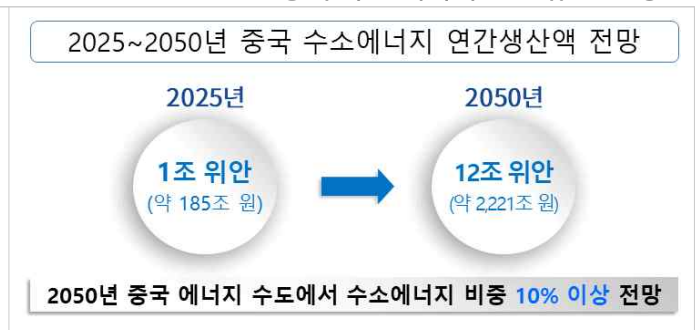 2025~2050년 중국 수소에너지 연간생산액 전망
2025년
2050년
1조 위안
(약 185조 원)
12조 위안
(약 2,221조 원)
2050년 중국 에너지 수도에서 수소에너지 비중 10% 이상 전망